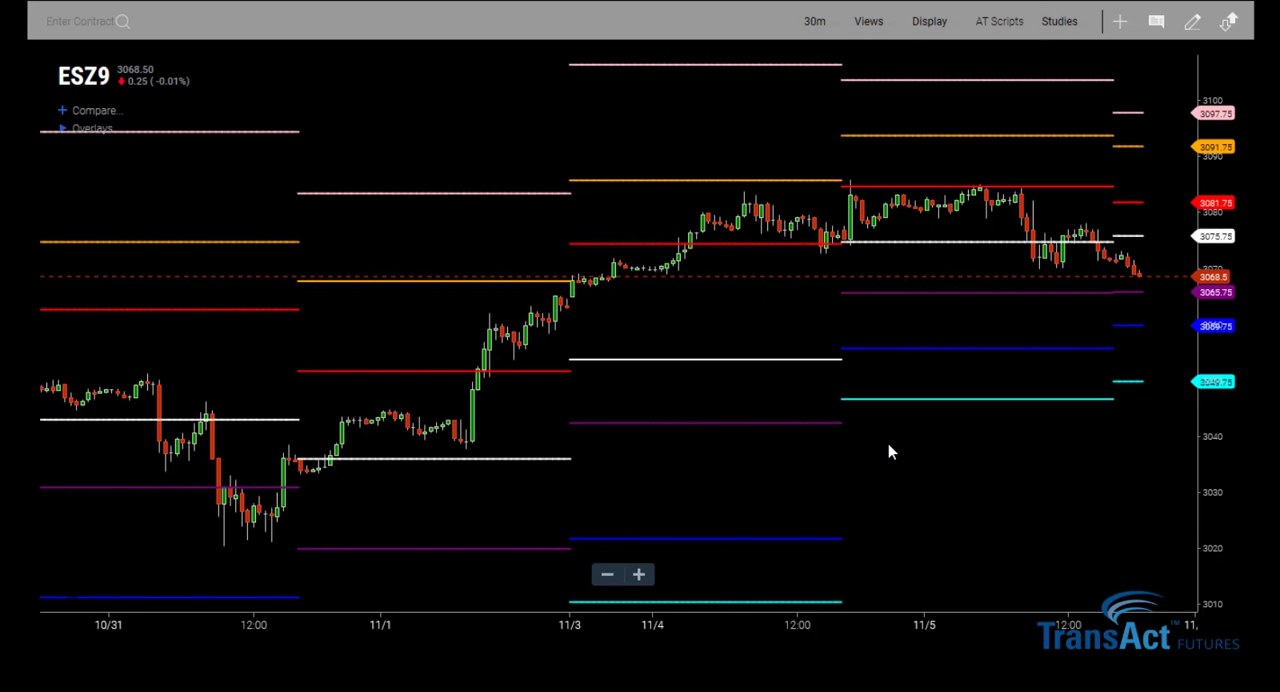 Enter Contract
30m Views Display AT Scripts Studies
ESZ9
3068.50
0.25 ( -0.01%)
+ Compare...
Overlays
3100
3097.75
3091.75
3090
3081.75
3080
3075.75
3068.5
3065.75
3049.75
3040
3030
3020
3010
10/31 12:00 11/1 11/3 11/4 12:00 11/5 12:00 11,
TransAct™ FUTURES